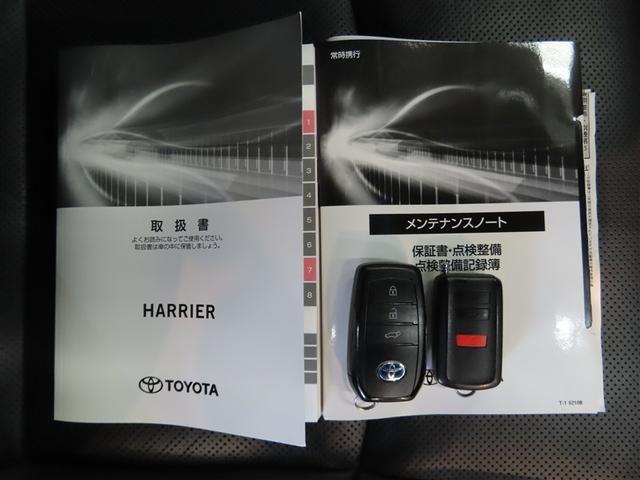 取扱書
よくお読みになってご使用ください。
取扱書は車の中に保管しましょう。
HARRIER
TOYOTA
1
2
3
4
5
6
7
8
常時携行
メンテナンスノート
保証書・点検整備
点検整備記録簿